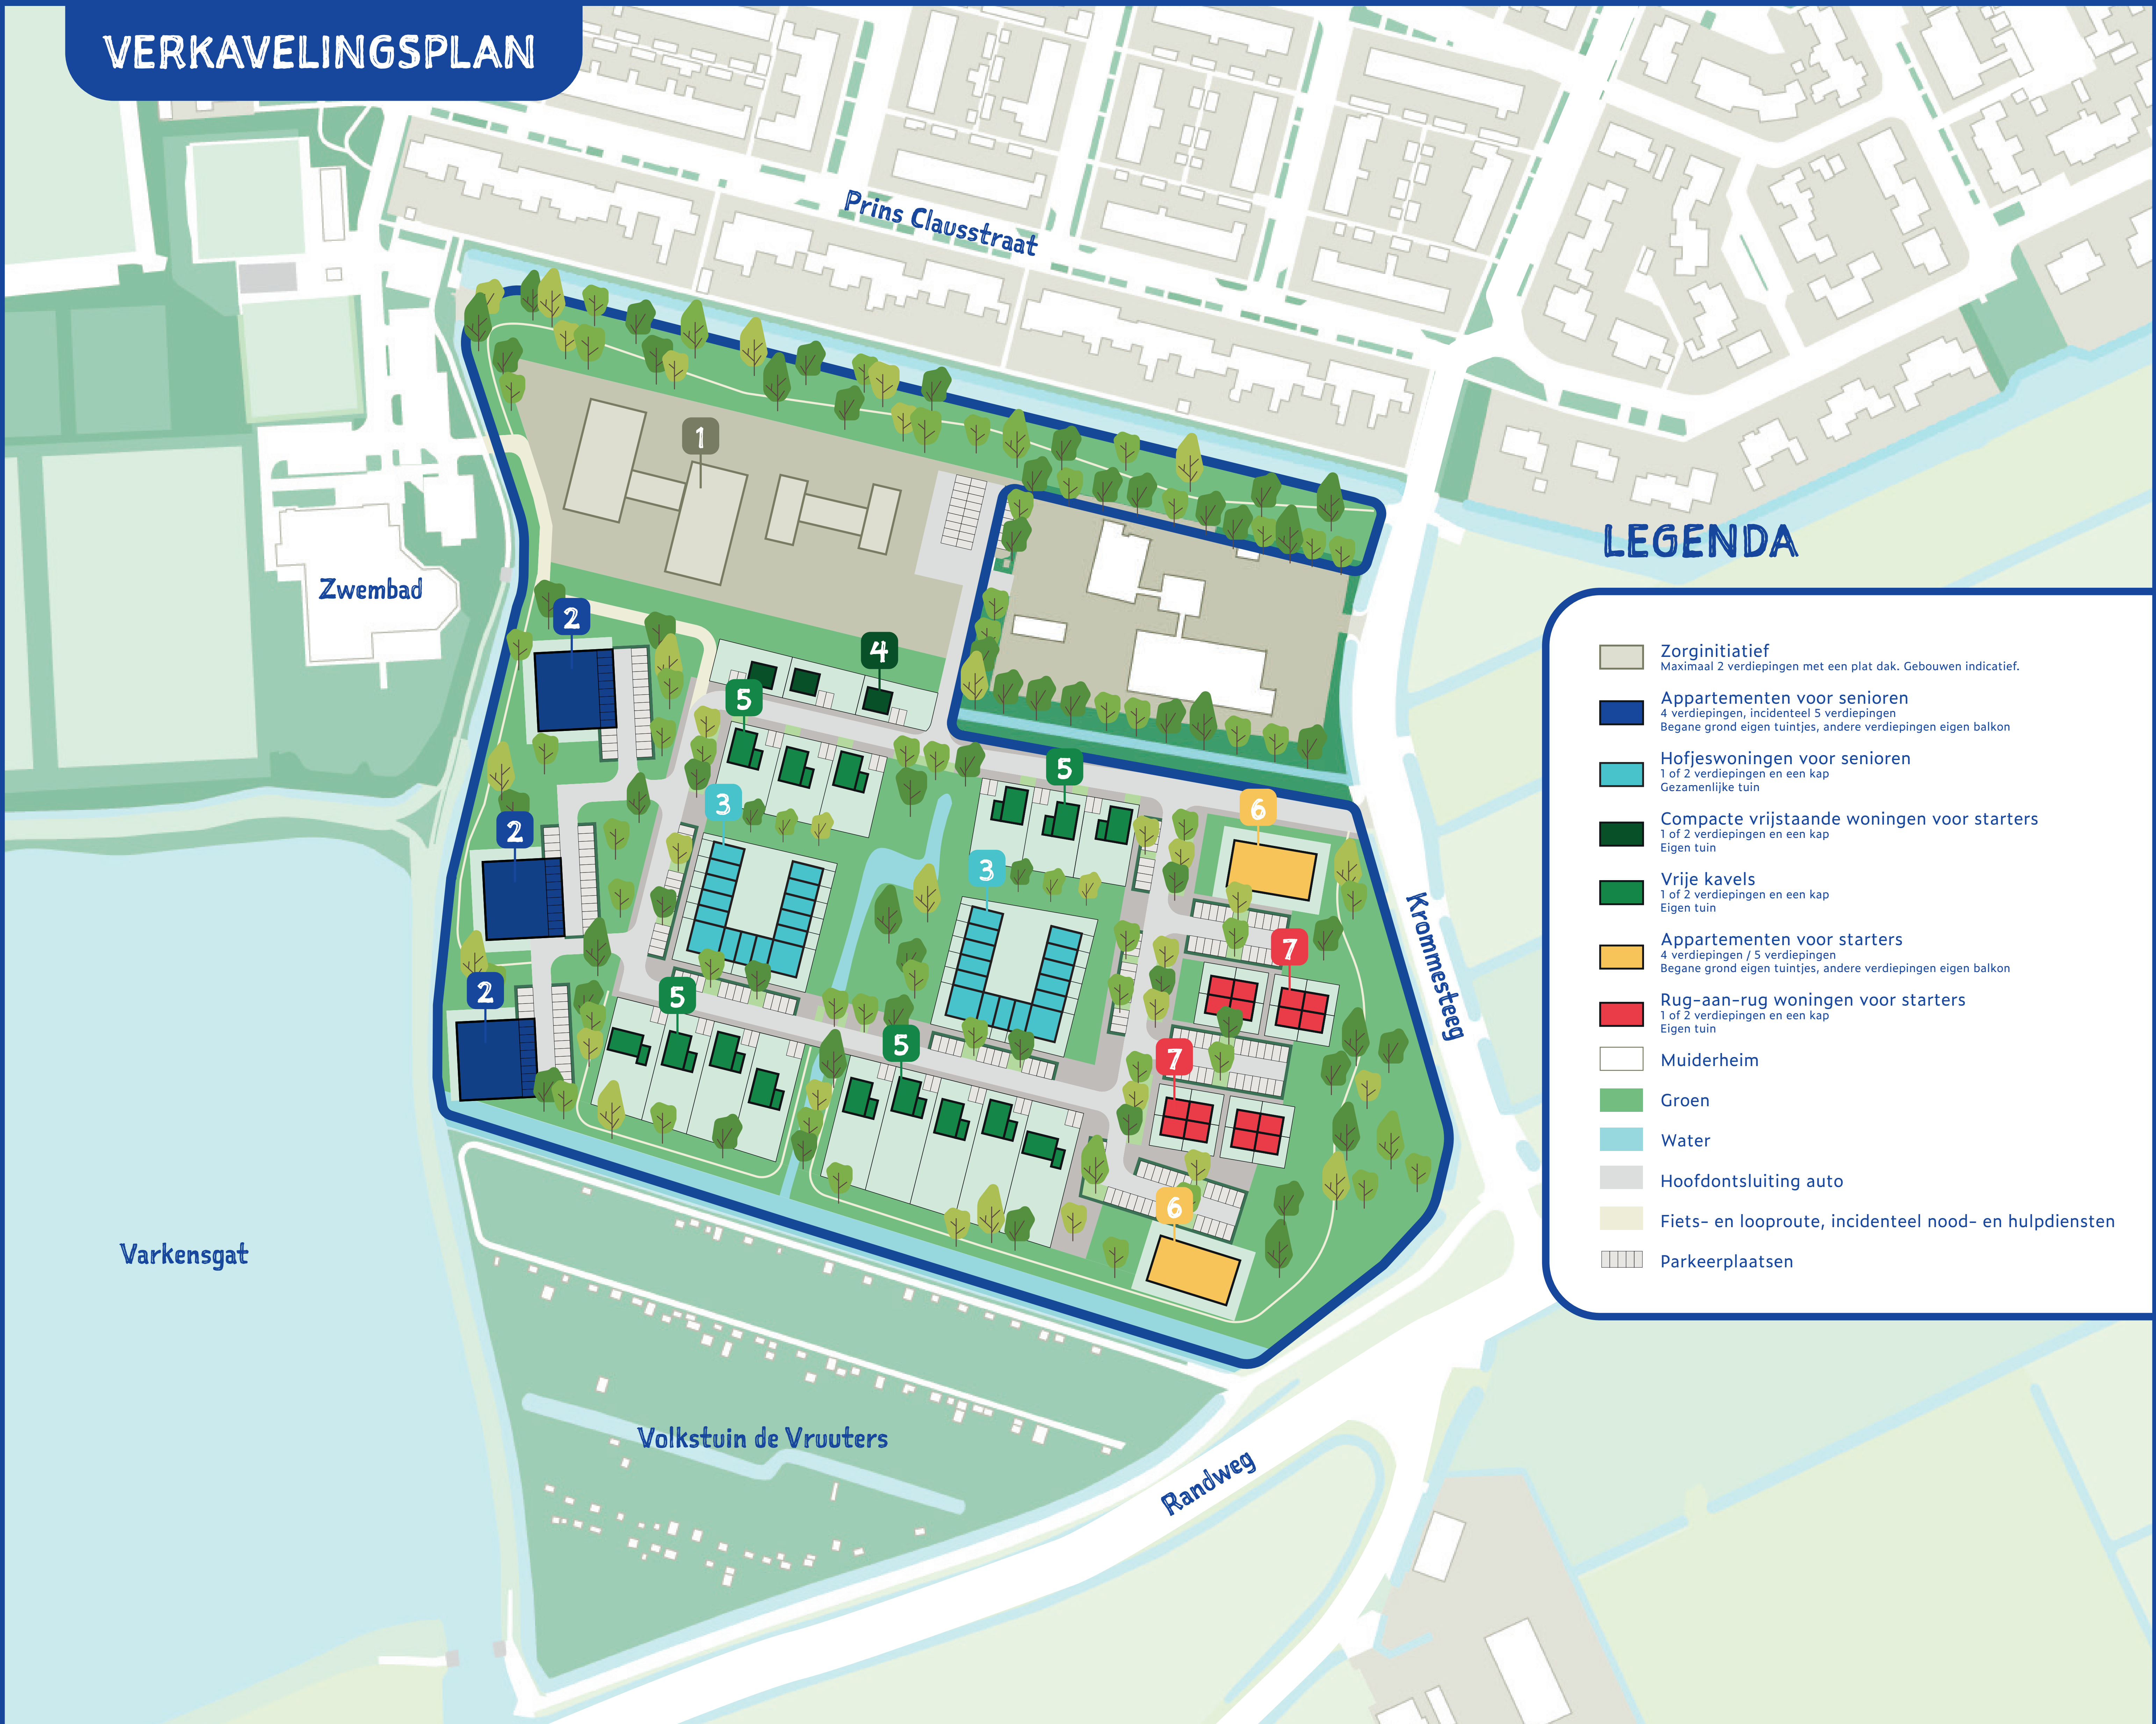 VERKAVELINGSPLAN
Prins Clausstraat
LEGENDA
1
Zwembad
2
4
5
5
3
6
2
3
7
2
5
5
7
6
Krommesteeg
Varkensgat
Volkstuin de Vruuters
Randweg
Zorginitiatief
Maximaal 2 verdiepingen met een plat dak. Gebouwen indicatief.
Appartementen voor senioren
4 verdiepingen, incidenteel 5 verdiepingen
Begane grond eigen tuintjes, andere verdiepingen eigen balkon
Hofjeswoningen voor senioren
1 of 2 verdiepingen en een kap
Gezamenlijke tuin
Compacte vrijstaande woningen voor starters
1 of 2 verdiepingen en een kap
Eigen tuin
Vrije kavels
1 of 2 verdiepingen en een kap
Eigen tuin
Appartementen voor starters
4 verdiepingen / 5 verdiepingen
Begane grond eigen tuintjes, andere verdiepingen eigen balkon
Rug-aan-rug woningen voor starters
1 of 2 verdiepingen en een kap
Eigen tuin
Muiderheim
Groen
Water
Hoofdontsluiting auto
Fiets- en looproute, incidenteel nood- en hulpdiensten
Parkeerplaatsen